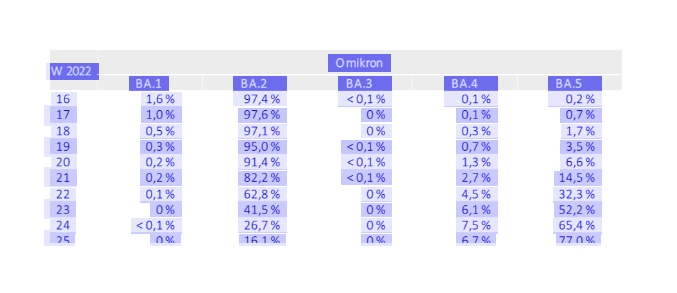 Omikron
W 2022
BA.1 BA.2 BA.3 BA.4 BA.5
16 1,6 % 97,4 % < 0,1 % 0,1 % 0,2 %
17 1,0 % 97,6 % 0 % 0,1 % 0,7 %
18 0,5 % 97,1 % 0 % 0,3 % 1,7 %
19 0,3 % 95,0 % < 0,1 % 0,7 % 3,5 %
20 0,2 % 91,4 % < 0,1 % 1,3 % 6,6 %
21 0,2 % 82,2 % < 0,1 % 2,7 % 14,5 %
22 0,1 % 62,8 % 0 % 4,5 % 32,3 %
23 0 % 41,5 % 0 % 6,1 % 52,2 %
24 < 0,1 % 26,7 % 0 % 7,5 % 65,4 %
25 0 % 16,1 % 0 % 6,7 % 77,0 %